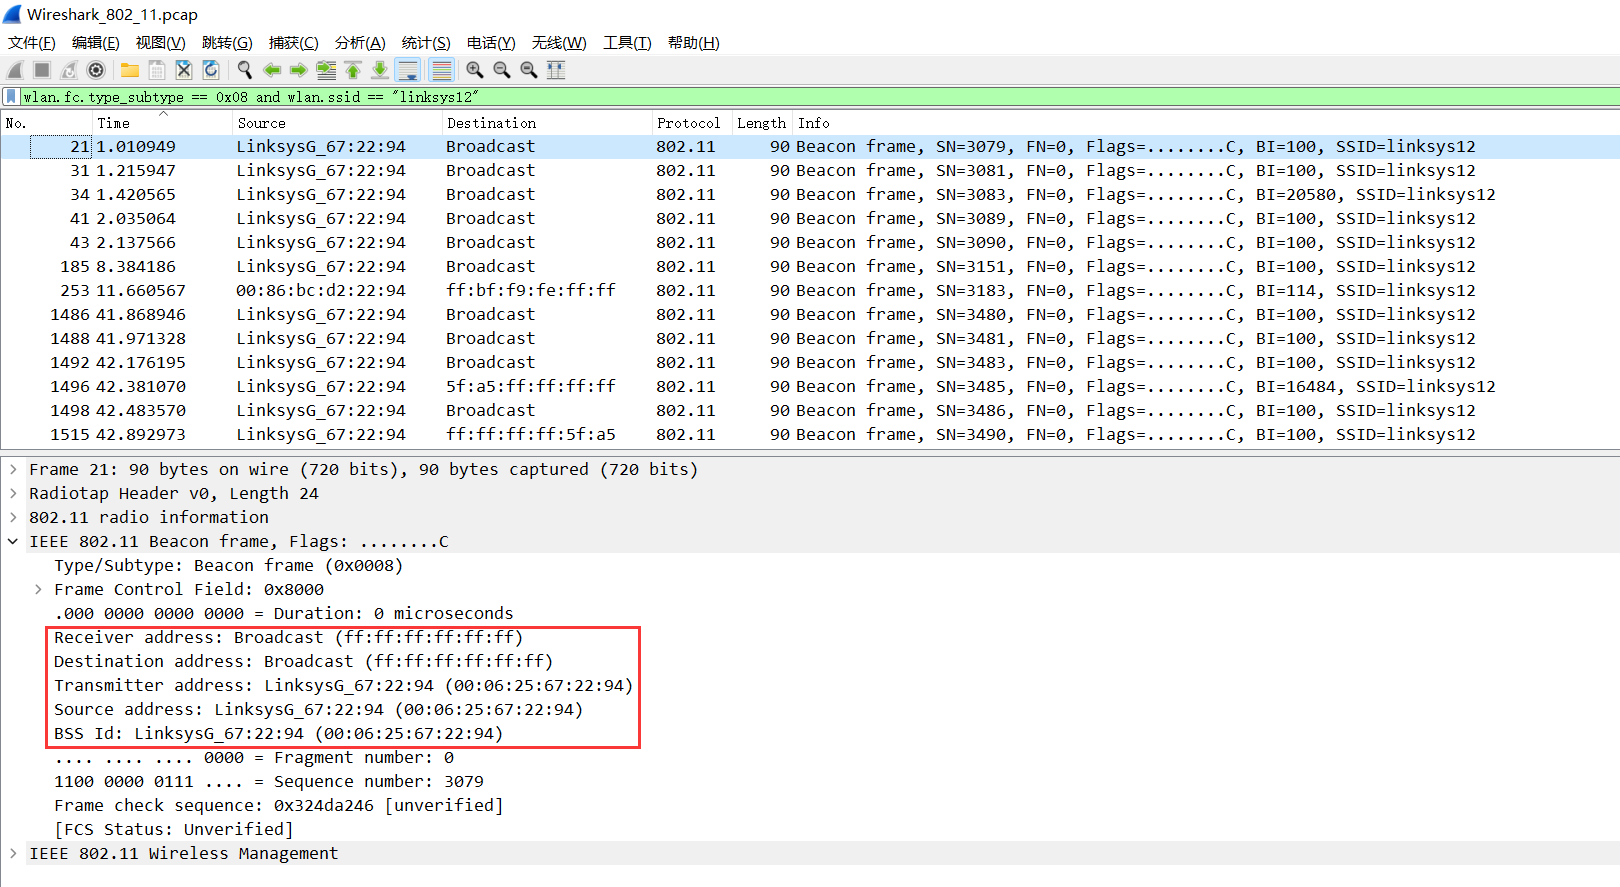 Wireshark_802_11.pcap
文件(F) 编辑(E) 视图(V) 跳转(G) 捕获(C) 分析(A) 统计(S) 电话(Y) 无线(W) 工具(T) 帮助(H)
wlan.fc.type_subtype == 0x08 and wlan.ssid == "linksys12"
No. Time Source Destination Protocol Length Info
21 1.010949 LinksysG_67:22:94 Broadcast 802.11 90 Beacon frame, SN=3079, FN=0, Flags=........C, BI=100, SSID=linksys12
31 1.215947 LinksysG_67:22:94 Broadcast 802.11 90 Beacon frame, SN=3081, FN=0, Flags=........C, BI=100, SSID=linksys12
34 1.420565 LinksysG_67:22:94 Broadcast 802.11 90 Beacon frame, SN=3083, FN=0, Flags=........C, BI=20580, SSID=linksys12
41 2.035064 LinksysG_67:22:94 Broadcast 802.11 90 Beacon frame, SN=3089, FN=0, Flags=........C, BI=100, SSID=linksys12
43 2.137566 LinksysG_67:22:94 Broadcast 802.11 90 Beacon frame, SN=3090, FN=0, Flags=........C, BI=100, SSID=linksys12
185 8.384186 LinksysG_67:22:94 Broadcast 802.11 90 Beacon frame, SN=3151, FN=0, Flags=........C, BI=100, SSID=linksys12
253 11.660567 00:86:bc:d2:22:94 ff:bf:f9:fe:ff:ff 802.11 90 Beacon frame, SN=3183, FN=0, Flags=........C, BI=114, SSID=linksys12
1486 41.868946 LinksysG_67:22:94 Broadcast 802.11 90 Beacon frame, SN=3480, FN=0, Flags=........C, BI=100, SSID=linksys12
1488 41.971328 LinksysG_67:22:94 Broadcast 802.11 90 Beacon frame, SN=3481, FN=0, Flags=........C, BI=100, SSID=linksys12
1492 42.176195 LinksysG_67:22:94 Broadcast 802.11 90 Beacon frame, SN=3483, FN=0, Flags=........C, BI=100, SSID=linksys12
1496 42.381070 LinksysG_67:22:94 5f:a5:ff:ff:ff:ff 802.11 90 Beacon frame, SN=3485, FN=0, Flags=........C, BI=16484, SSID=linksys12
1498 42.483570 LinksysG_67:22:94 Broadcast 802.11 90 Beacon frame, SN=3486, FN=0, Flags=........C, BI=100, SSID=linksys12
1515 42.892973 LinksysG_67:22:94 ff:ff:ff:ff:5f:a5 802.11 90 Beacon frame, SN=3490, FN=0, Flags=........C, BI=100, SSID=linksys12
Frame 21: 90 bytes on wire (720 bits), 90 bytes captured (720 bits)
Radiotap Header v0, Length 24
802.11 radio information
IEEE 802.11 Beacon frame, Flags: ........C
Type/Subtype: Beacon frame (0x0008)
Frame Control Field: 0x8000
.000 0000 0000 0000 = Duration: 0 microseconds
Receiver address: Broadcast (ff:ff:ff:ff:ff:ff)
Destination address: Broadcast (ff:ff:ff:ff:ff:ff)
Transmitter address: LinksysG_67:22:94 (00:06:25:67:22:94)
Source address: LinksysG_67:22:94 (00:06:25:67:22:94)
BSS Id: LinksysG_67:22:94 (00:06:25:67:22:94)
.... .... .... 0000 = Fragment number: 0
1100 0000 0111 .... = Sequence number: 3079
Frame check sequence: 0x324da246 [unverified]
[FCS Status: Unverified]
IEEE 802.11 Wireless Management